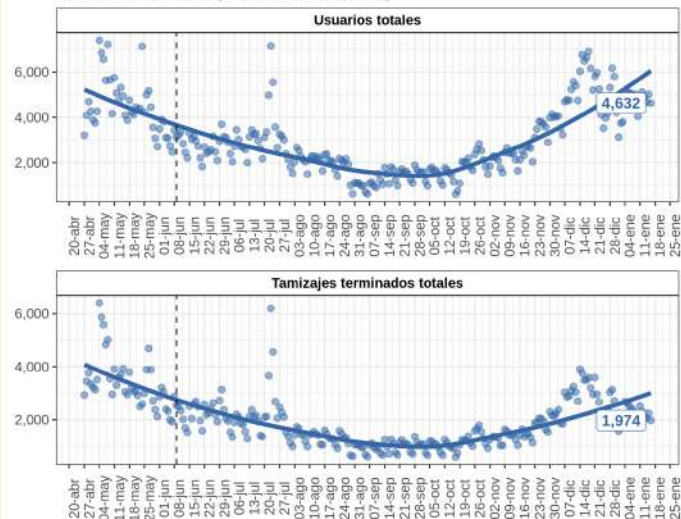 Usuarios totales
6,000
4,000
2,000
4,632
20-abr
27-abr
04-may
11-may
18-may
25-may
01-jun
08-jun
15-jun
22-jun
29-jun
06-jul
13-jul
20-jul
27-jul
03-ago
10-ago
17-ago
24-ago
31-ago
07-sep
14-sep
21-sep
28-sep
05-oct
12-oct
19-oct
26-oct
02-nov
09-nov
16-nov
23-nov
30-nov
07-dic
14-dic
21-dic
28-dic
04-ene
11-ene
18-ene
25-ene
Tamizajes terminados totales
6,000
4,000
2,000
1,974
20-abr
27-abr
04-may
11-may
18-may
25-may
01-jun
08-jun
15-jun
22-jun
29-jun
06-jul
13-jul
20-jul
27-jul
03-ago
10-ago
17-ago
24-ago
31-ago
07-sep
14-sep
21-sep
28-sep
05-oct
12-oct
19-oct
26-oct
02-nov
09-nov
16-nov
23-nov
30-nov
07-dic
14-dic
21-dic
28-dic
04-ene
11-ene
18-ene
25-ene